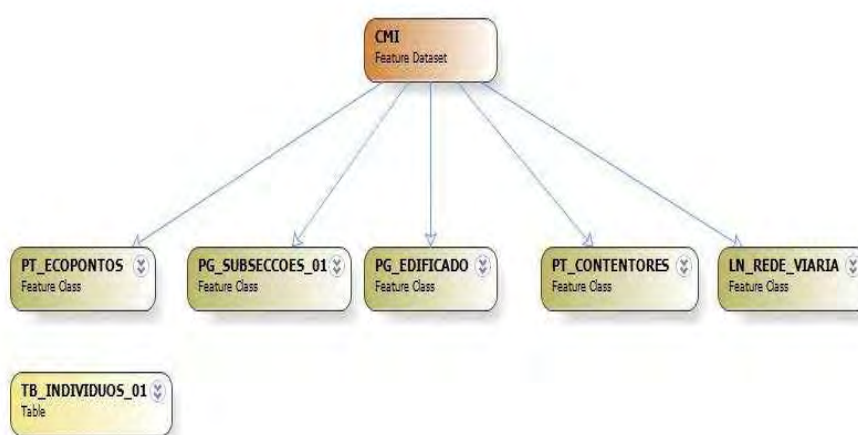 CMI
Feature Dataset
PT_ECOPONTOS
Feature Class
PG_SUBSECCOES_01
Feature Class
PG_EDIFICADO
Feature Class
PT_CONTENTORES
Feature Class
LN_REDE_VIARIA
Feature Class
TB_INDIVIDUOS_01
Table